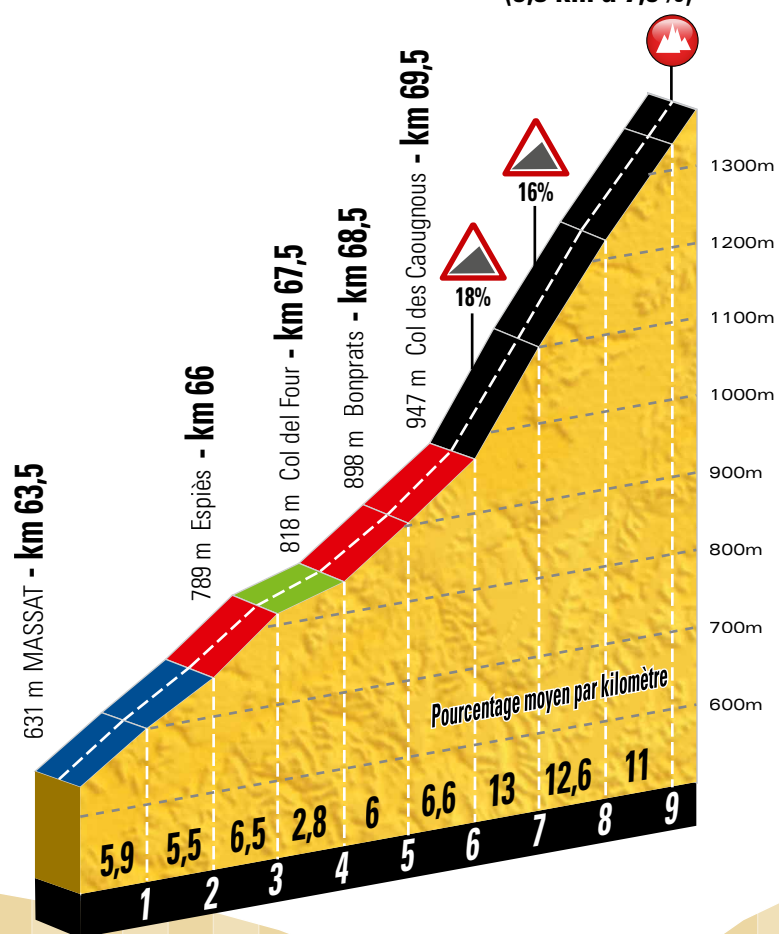 631 m MASSAT - km 63,5
789 m Espiès - km 66
818 m Col del Four - km 67,5
898 m Bonprats - km 68,5
947 m Col des Caougnous - km 69,5
18%
16%
1300m
1200m
1100m
1000m
900m
800m
700m
600m
Pourcentage moyen par kilomètre
5,9 5,5 6,5 2,8 6 6,6 13 12,6 11
1 2 3 4 5 6 7 8 9